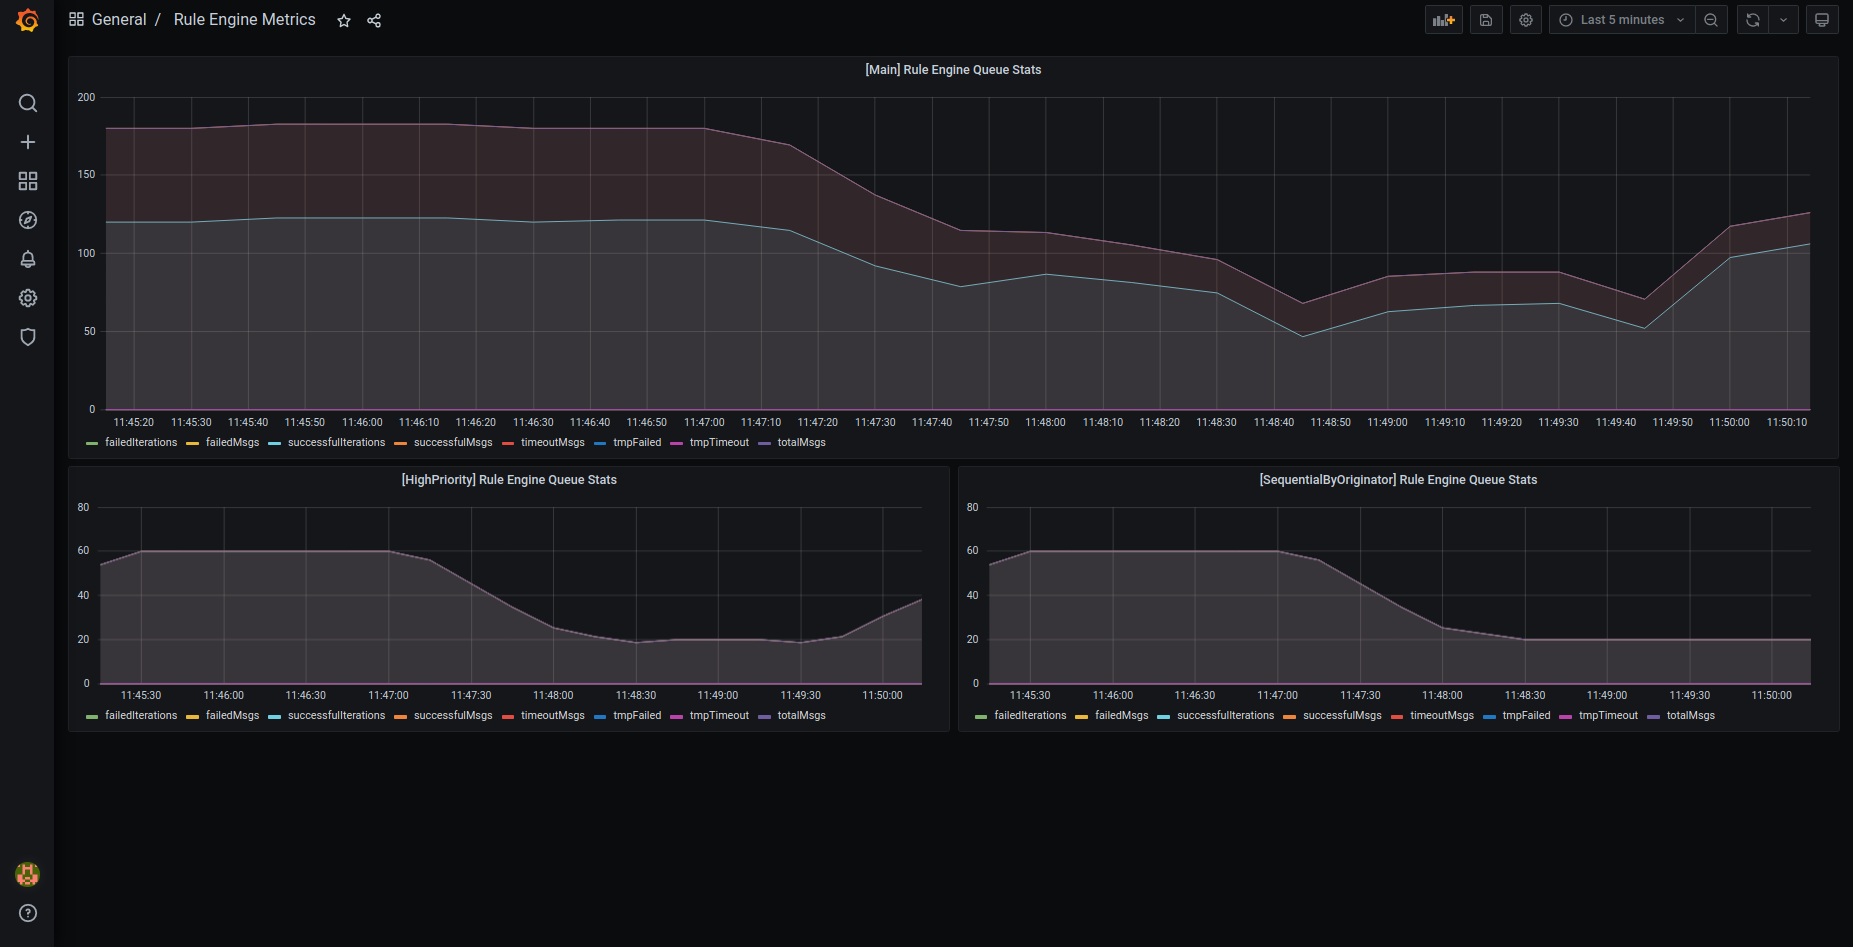 General / Rule Engine Metrics
Last 5 minutes
[Main] Rule Engine Queue Stats
200
150
100
50
0
11:45:20 11:45:30 11:45:40 11:45:50 11:46:00 11:46:10 11:46:20 11:46:30 11:46:40 11:46:50 11:47:00 11:47:10 11:47:20 11:47:30 11:47:40 11:47:50 11:48:00 11:48:10 11:48:20 11:48:30 11:48:40 11:48:50 11:49:00 11:49:10 11:49:20 11:49:30 11:49:40 11:49:50 11:50:00 11:50:10
failedIterations failedMsgs successfulIterations successfulMsgs timeoutMsgs tmpFailed tmpTimeout totalMsgs
[HighPriority] Rule Engine Queue Stats
80
60
40
20
0
11:45:30 11:46:00 11:46:30 11:47:00 11:47:30 11:48:00 11:48:30 11:49:00 11:49:30 11:50:00
failedIterations failedMsgs successfulIterations successfulMsgs timeoutMsgs tmpFailed tmpTimeout totalMsgs
[SequentialByOriginator] Rule Engine Queue Stats
80
60
40
20
0
11:45:30 11:46:00 11:46:30 11:47:00 11:47:30 11:48:00 11:48:30 11:49:00 11:49:30 11:50:00
failedIterations failedMsgs successfulIterations successfulMsgs timeoutMsgs tmpFailed tmpTimeout totalMsgs